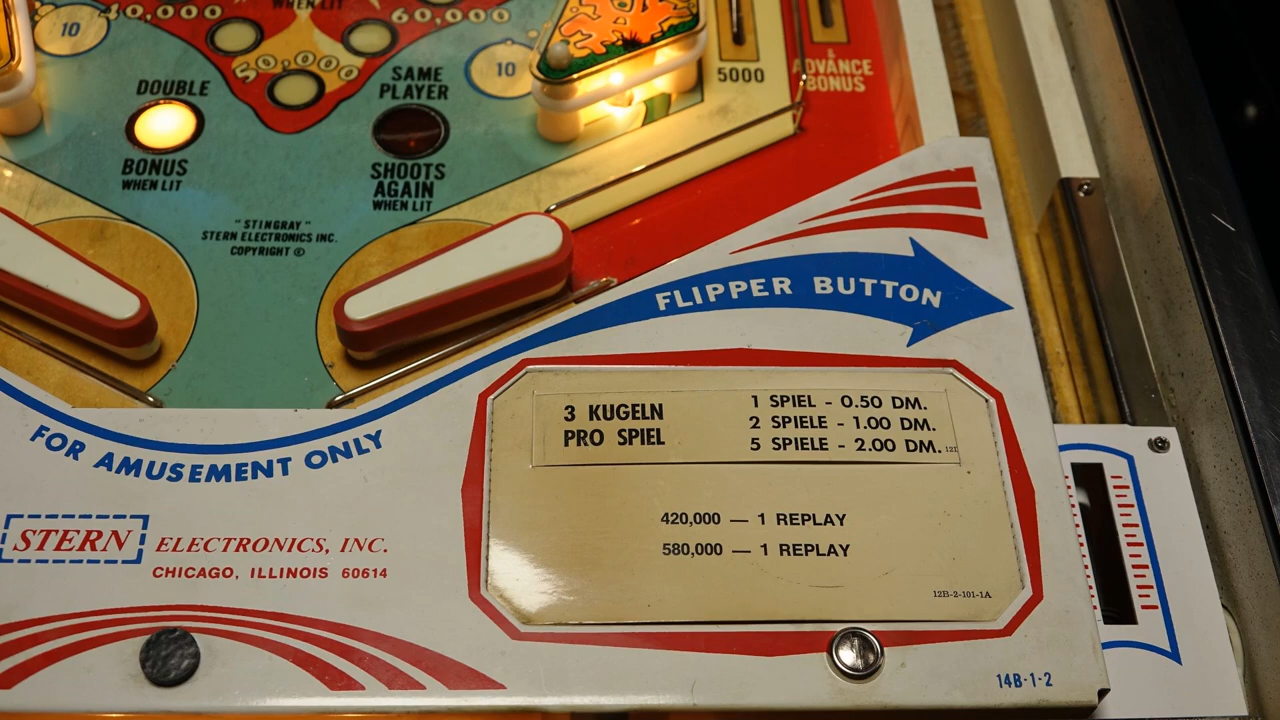 WHEN LIT
40,000
60,000
10
50,000
10
5000
&
ADVANCE
BONUS
DOUBLE
BONUS
WHEN LIT
SAME
PLAYER
SHOOTS
AGAIN
WHEN LIT
"STINGRAY"
STERN ELECTRONICS INC.
COPYRIGHT ©
FLIPPER BUTTON
FOR AMUSEMENT ONLY
3 KUGELN
PRO SPIEL
1 SPIEL - 0.50 DM.
2 SPIELE - 1.00 DM.
5 SPIELE - 2.00 DM.
420,000 — 1 REPLAY
580,000 — 1 REPLAY
12B-2-101-1A
STERN ELECTRONICS, INC.
CHICAGO, ILLINOIS 60614
14B-1-2